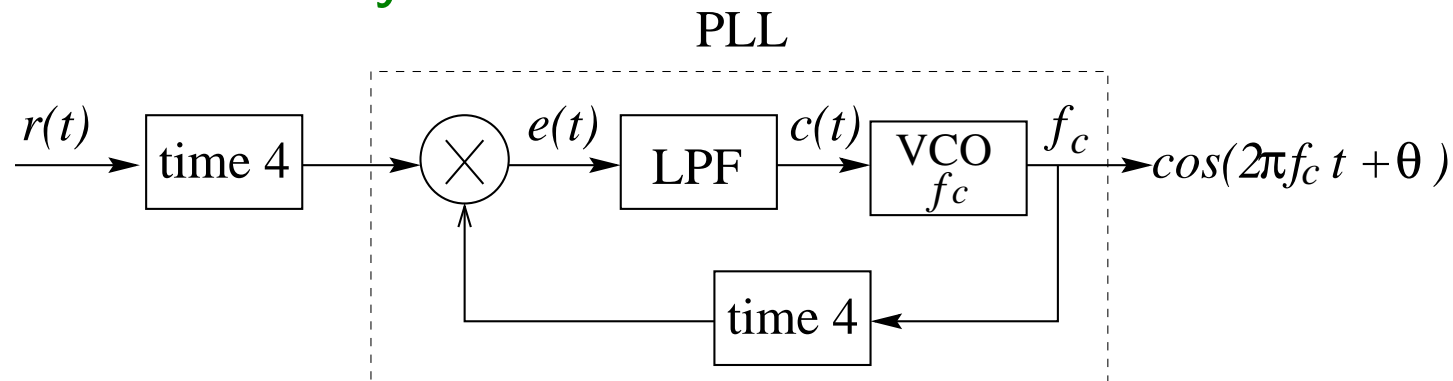 PLL
r(t)
time 4
e(t)
LPF
c(t)
VCO
fc
fc
cos(2πfc t + θ )
time 4